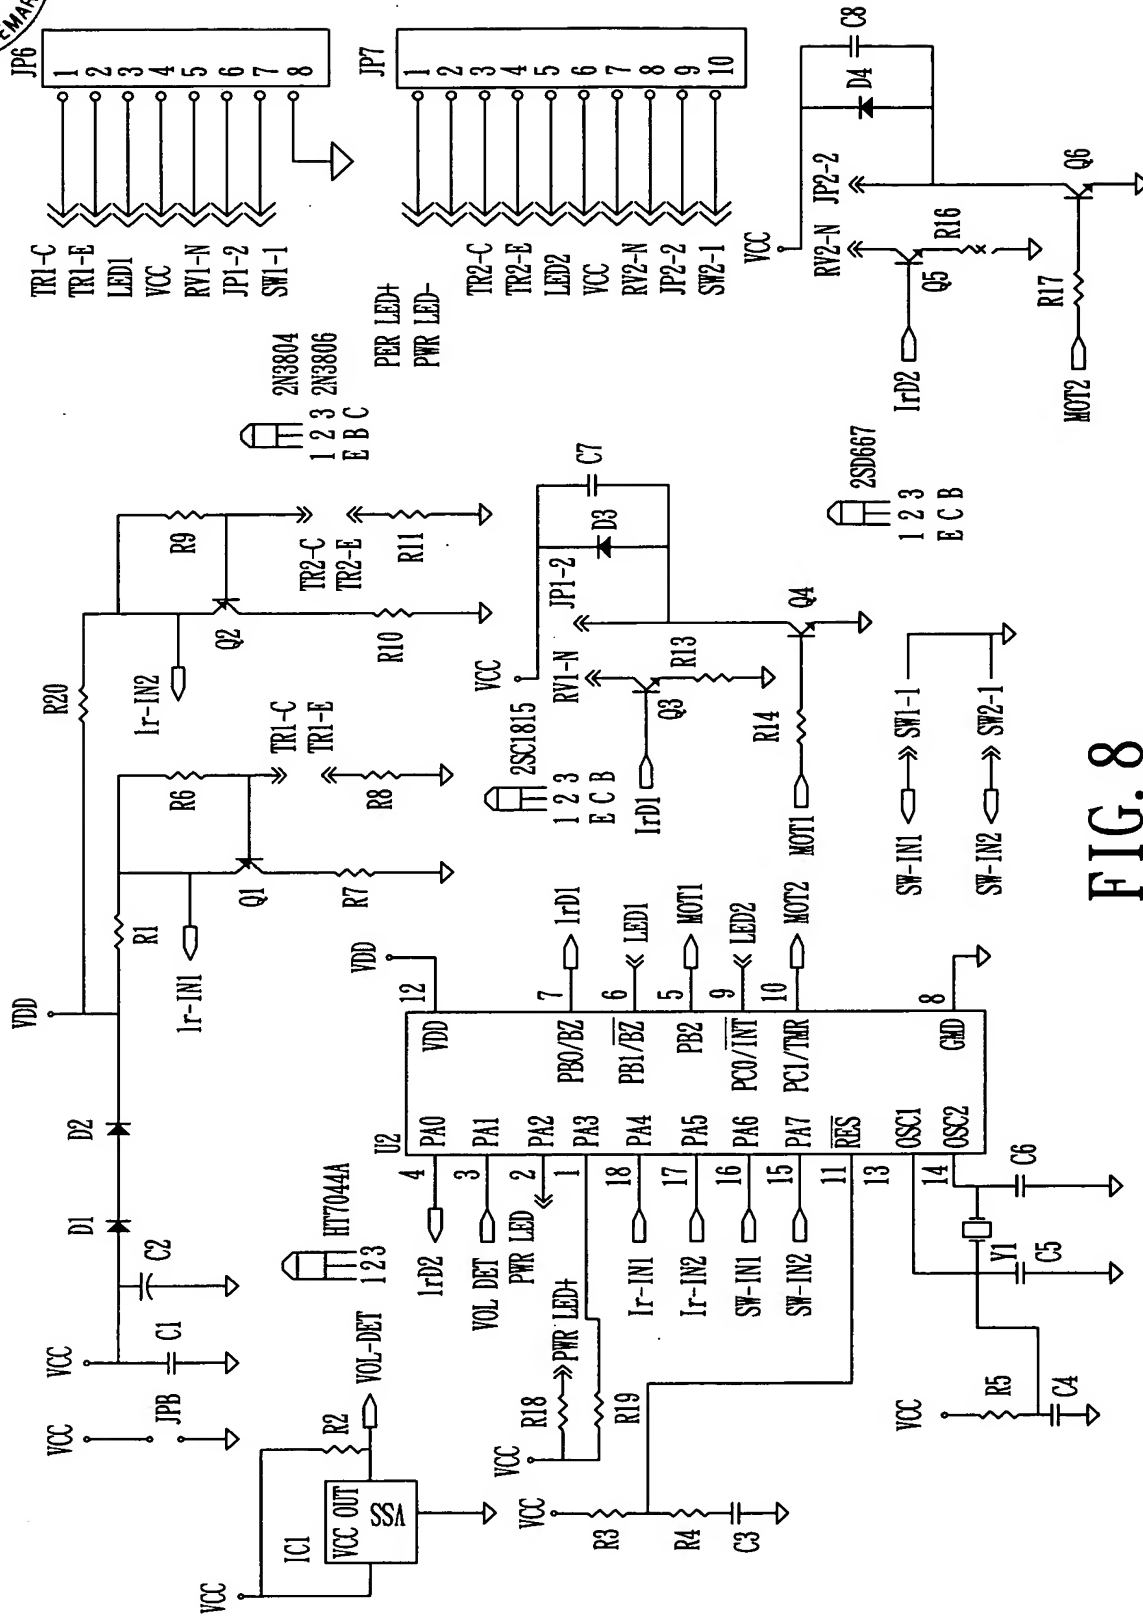 EMAR
JP6
1
2
3
4
5
6
7
8
TR1-C
TR1-E
LED1
VCC
RV1-N
JP1-2
SW1-1
JP7
1
2
3
4
5
6
7
8
9
10
PER LED+
PWR LED-
TR2-C
TR2-E
LED2
VCC
RV2-N
JP2-2
SW2-1
2N3804
2N3806
1 2 3
E B C
VCC
C8
D4
JP2-2
RV2-N
Q6
R16
Q5
R17
IrD2
MOT2
2SD667
1 2 3
E C B
R9
TR2-C
TR2-E
R11
Q2
R10
R20
Ir-IN2
VCC
C7
D3
JP1-2
RV1-N
Q4
R13
Q3
R14
IrD1
MOT1
2SC1815
1 2 3
E C B
SW-IN1
SW1-1
SW-IN2
SW2-1
VDD
R1
R6
TR1-C
TR1-E
R8
Q1
R7
Ir-IN1
D2
D1
VCC
C2
C1
VCC
JPB
HT7044A
1 2 3
VCC
IC1
VCC OUT
VSS
R2
VOL-DET
U2
VDD
12
VDD
PB0/BZ
7
IrD1
PB1/BZ
6
LED1
PB2
5
MOT1
PC0/INT
9
LED2
PC1/TMR
10
MOT2
GMD
8
PA0
4
IrD2
PA1
3
VOL DET
PA2
2
PWR LED
PA3
1
PA4
18
Ir-IN1
PA5
17
Ir-IN2
PA6
16
SW-IN1
PA7
15
SW-IN2
RES
11
OSC1
13
OSC2
14
VCC
R18
PWR LED+
R19
VCC
R3
R4
C3
VCC
R5
C4
Y1
C5
C6
FIG. 8